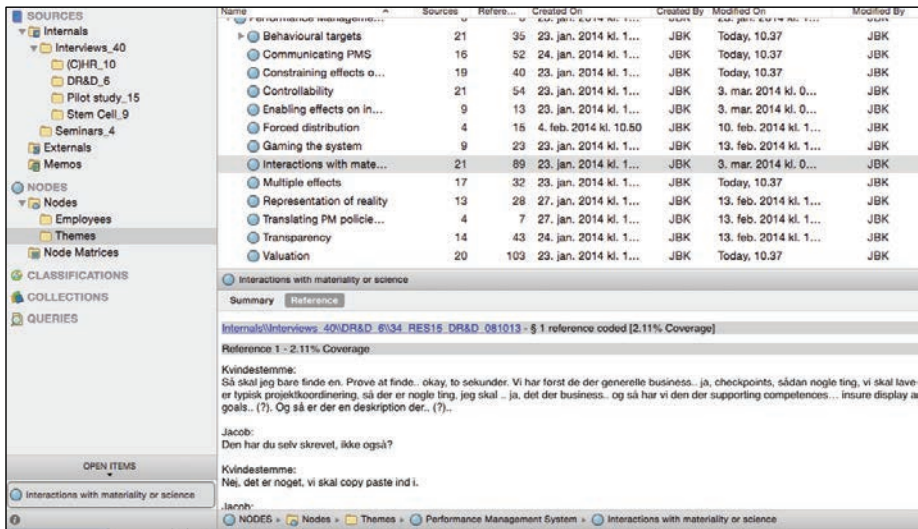 SOURCES
Internals
Interviews_40
(C)HR_10
DR&D_6
Pilot study_15
Stem Cell_9
Seminars_4
Externals
Memos
NODES
Nodes
Employees
Themes
Node Matrices
CLASSIFICATIONS
COLLECTIONS
QUERIES
OPEN ITEMS
Interactions with materiality or science
Name Sources Refere... Created On Created By Modified On Modified By
Behavioural targets 21 35 23. jan. 2014 kl. 1... JBK Today, 10.37 JBK
Communicating PMS 16 52 24. jan. 2014 kl. 1... JBK Today, 10.37 JBK
Constraining effects o... 19 40 23. jan. 2014 kl. 1... JBK Today, 10.37 JBK
Controllability 21 54 23. jan. 2014 kl. 1... JBK 3. mar. 2014 kl. 0... JBK
Enabling effects on in... 9 13 23. jan. 2014 kl. 1... JBK 3. mar. 2014 kl. 0... JBK
Forced distribution 4 15 4. feb. 2014 kl. 10.50 JBK 10. feb. 2014 kl. 1... JBK
Gaming the system 9 23 23. jan. 2014 kl. 1... JBK 13. feb. 2014 kl. 1... JBK
Interactions with mate... 21 89 23. jan. 2014 kl. 1... JBK 3. mar. 2014 kl. 0... JBK
Multiple effects 17 32 23. jan. 2014 kl. 1... JBK Today, 10.37 JBK
Representation of reality 13 28 27. jan. 2014 kl. 1... JBK 13. feb. 2014 kl. 1... JBK
Translating PM policie... 4 7 27. jan. 2014 kl. 1... JBK 13. feb. 2014 kl. 1... JBK
Transparency 14 43 24. jan. 2014 kl. 1... JBK 13. feb. 2014 kl. 1... JBK
Valuation 20 103 23. jan. 2014 kl. 1... JBK Today, 10.37 JBK
Interactions with materiality or science
Summary Reference
Internals\\Interviews_40\\DR&D_6\\34_RES15_DR&D_081013 - § 1 reference coded [2.11% Coverage]
Reference 1 - 2.11% Coverage
Kvindestemme:
Så skal jeg bare finde en. Prøve at finde.. okay, to sekunder. Vi har først de der generelle business.. ja, checkpoints, sådan nogle ting, vi skal lave
er typisk projektkoordinering, så der er nogle ting, jeg skal .. ja, det der business.. og så har vi den der supporting competences... insure display
goals.. (?). Og så er der en deskription der.. (?)..
Jacob:
Den har du selv skrevet, ikke også?
Kvindestemme:
Nej, det er noget, vi skal copy paste ind i.
Jacob:
NODES » Nodes » Themes » Performance Management System » Interactions with materiality or science